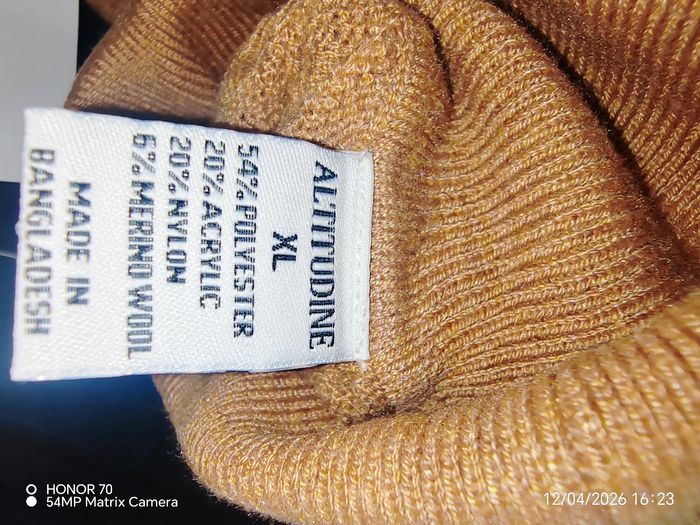 ALTITUDINE
XL
54% POLYESTER
20% ACRYLIC
20% NYLON
6% MERINO WOOL
MADE IN
BANGLADESH
HONOR 70
54MP Matrix Camera
12/04/2026 16:23